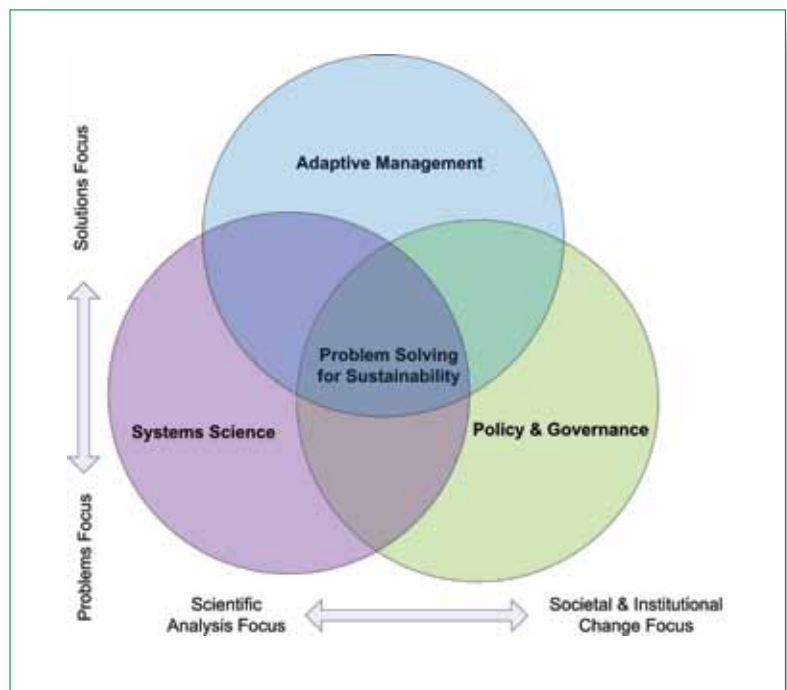 Solutions Focus
Adaptive Management
Problem Solving
for Sustainability
Systems Science
Policy & Governance
Problems Focus
Scientific
Analysis Focus
Societal & Institutional
Change Focus